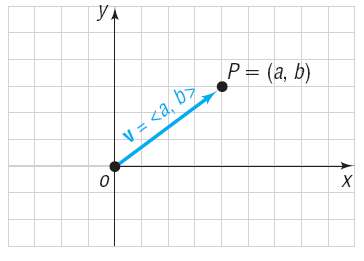 y
P = (a, b)
v = <a, b>
O
x